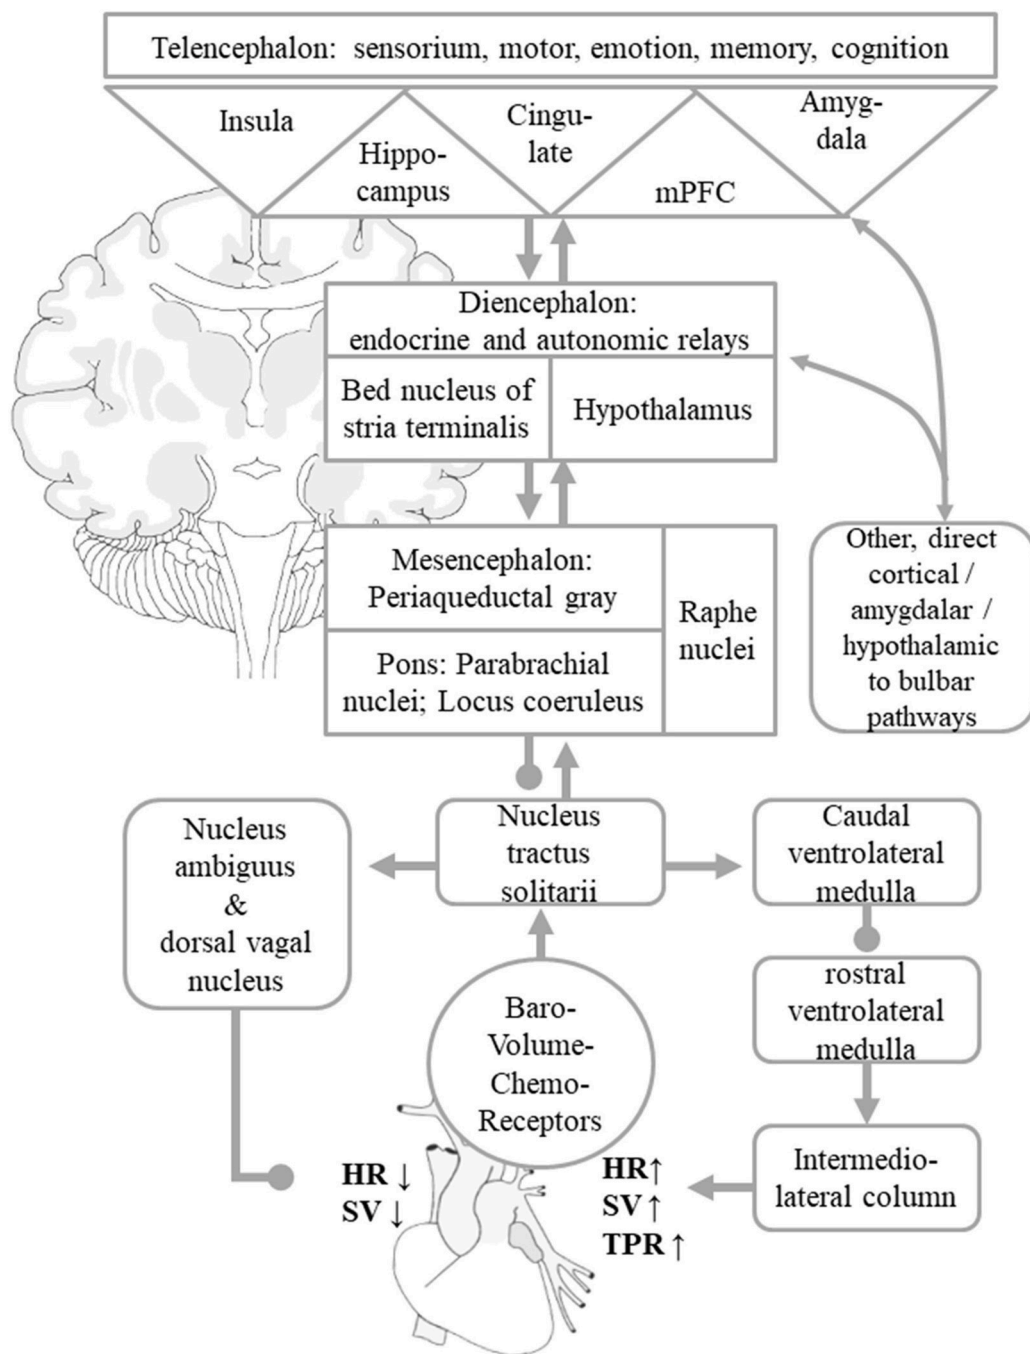 Telencephalon: sensorium, motor, emotion, memory, cognition
Insula
Hippo-
campus
Cingu-
late
mPFC
Amyg-
dala
Diencephalon:
endocrine and autonomic relays
Bed nucleus of
stria terminalis
Hypothalamus
Mesencephalon:
Periaqueductal gray
Pons: Parabrachial
nuclei; Locus coeruleus
Raphe
nuclei
Other, direct
cortical /
amygdalar /
hypothalamic
to bulbar
pathways
Nucleus
ambiguus
&
dorsal vagal
nucleus
Nucleus
tractus
solitarii
Caudal
ventrolateral
medulla
rostral
ventrolateral
medulla
Baro-
Volume-
Chemo-
Receptors
Intermedio-
lateral column
HR ↓
SV ↓
HR↑
SV ↑
TPR ↑